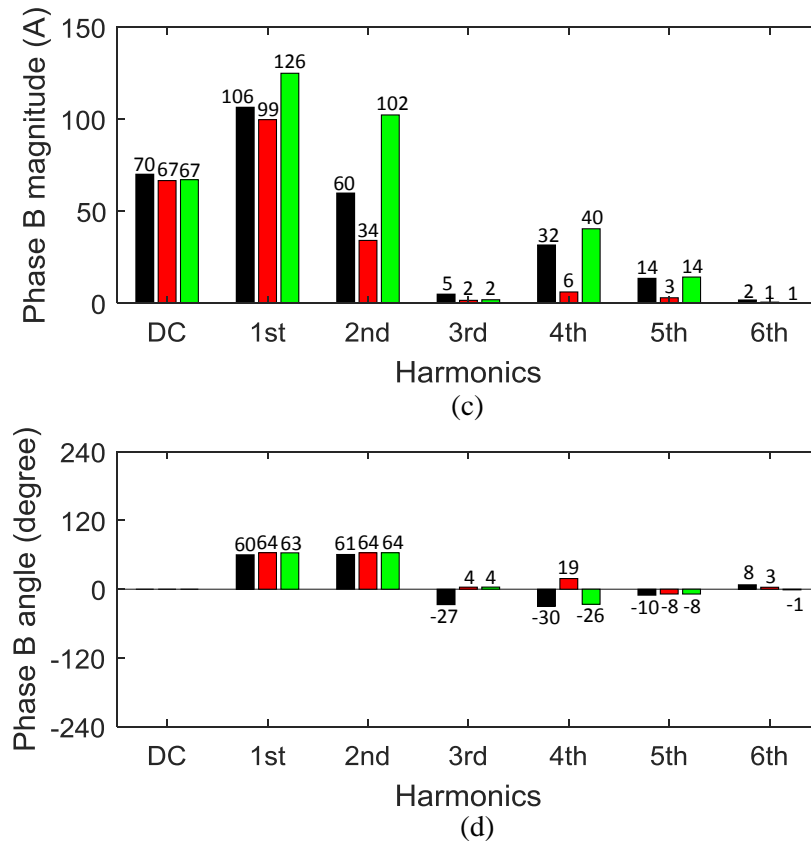 Phase B magnitude (A)
150
100
50
0
70 67 67
106 99 126
60 34 102
5 2 2
32 6 40
14 3 14
2 1 1
DC 1st 2nd 3rd 4th 5th 6th
Harmonics
(c)
Phase B angle (degree)
240
120
0
-120
-240
60 64 63
61 64 64
-27 4 4
-30 19 -26
-10 -8 -8
8 3 -1
DC 1st 2nd 3rd 4th 5th 6th
Harmonics
(d)